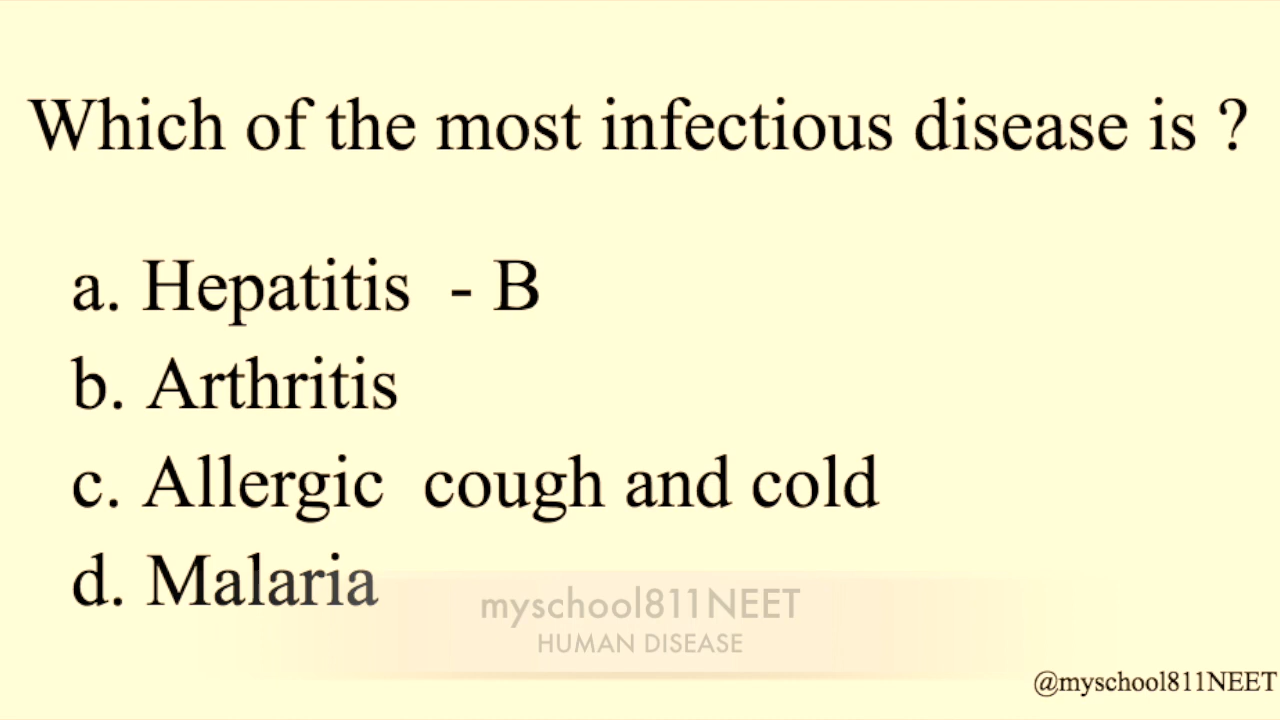 Which of the most infectious disease is ?
a. Hepatitis - B
b. Arthritis
c. Allergic cough and cold
d. Malaria
myschool811NEET
HUMAN DISEASE
@myschool811NEET